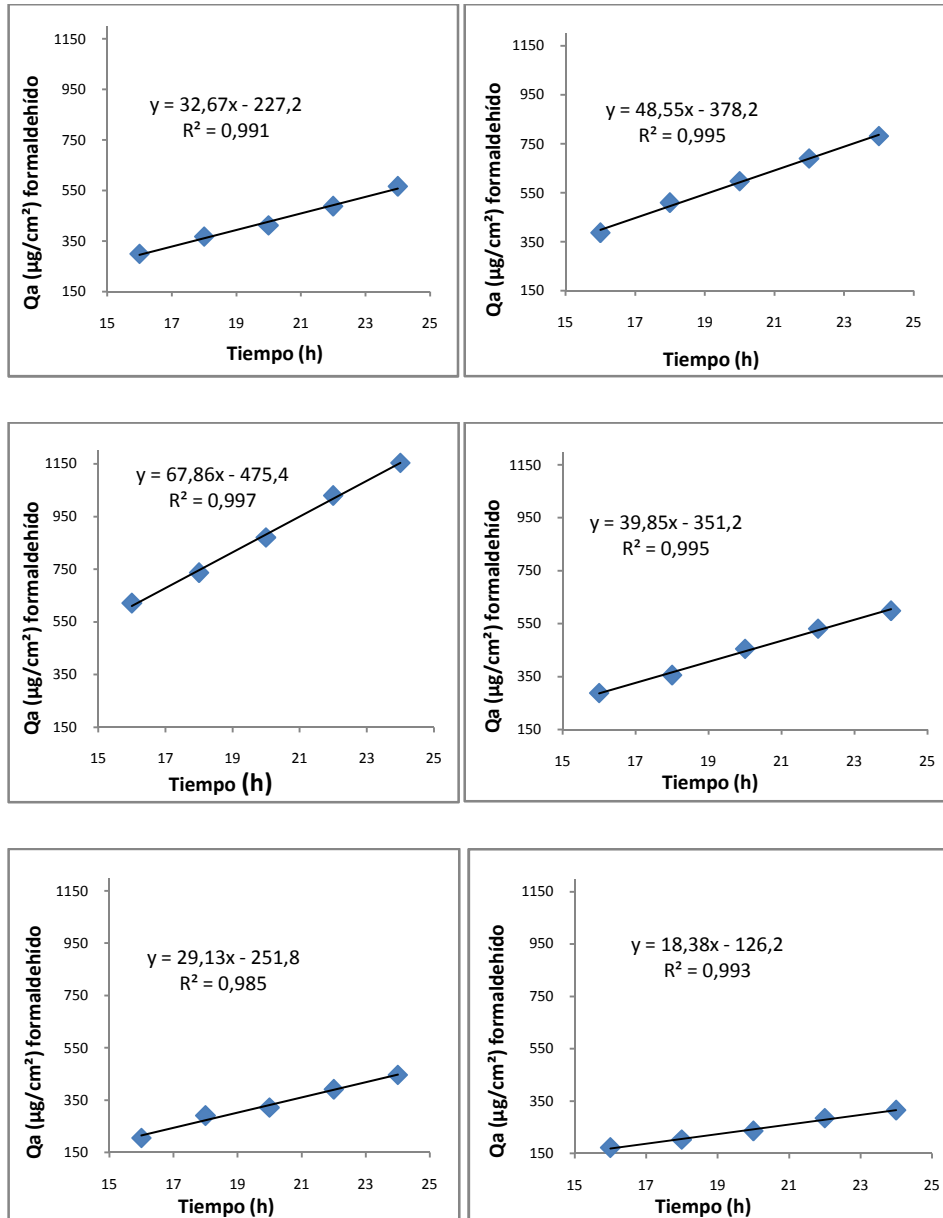 1150
950
750
550
350
150
Qa (µg/cm²) formaldehído
y = 32,67x - 227,2
R² = 0,991
15 17 19 21 23 25
Tiempo (h)
1150
950
750
550
350
150
Qa (µg/cm²) formaldehído
y = 48,55x - 378,2
R² = 0,995
15 17 19 21 23 25
Tiempo (h)
1150
950
750
550
350
150
Qa (µg/cm²) formaldehído
y = 67,86x - 475,4
R² = 0,997
15 17 19 21 23 25
Tiempo (h)
1150
950
750
550
350
150
Qa (µg/cm²) formaldehído
y = 39,85x - 351,2
R² = 0,995
15 17 19 21 23 25
Tiempo (h)
1150
950
750
550
350
150
Qa (µg/cm²) formaldehído
y = 29,13x - 251,8
R² = 0,985
15 17 19 21 23 25
Tiempo (h)
1150
950
750
550
350
150
Qa (µg/cm²) formaldehído
y = 18,38x - 126,2
R² = 0,993
15 17 19 21 23 25
Tiempo (h)